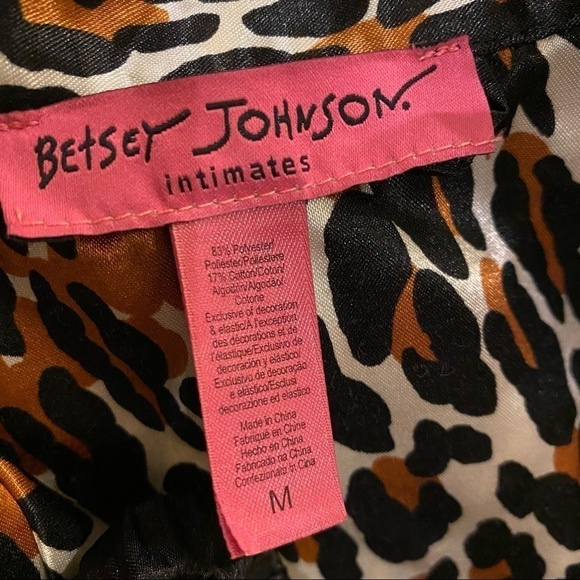 BETSEY JOHNSON.
intimates
83% Polyester/
Poliéster/Poliestere
17% Cotton/Coton/
Algodón/Algodão/
Cotone
Exclusive of decoration
& elastic/A l'exception
des décorations et de
l'élastique/Exclusivo de
decoración y elástico/
Exclusivo de decoração
e elástico/Esclusi
decorazione ed elastico
Made in China
Fabriqué en Chine
Hecho en China
Fabricado na China
Confezionato in Cina
M